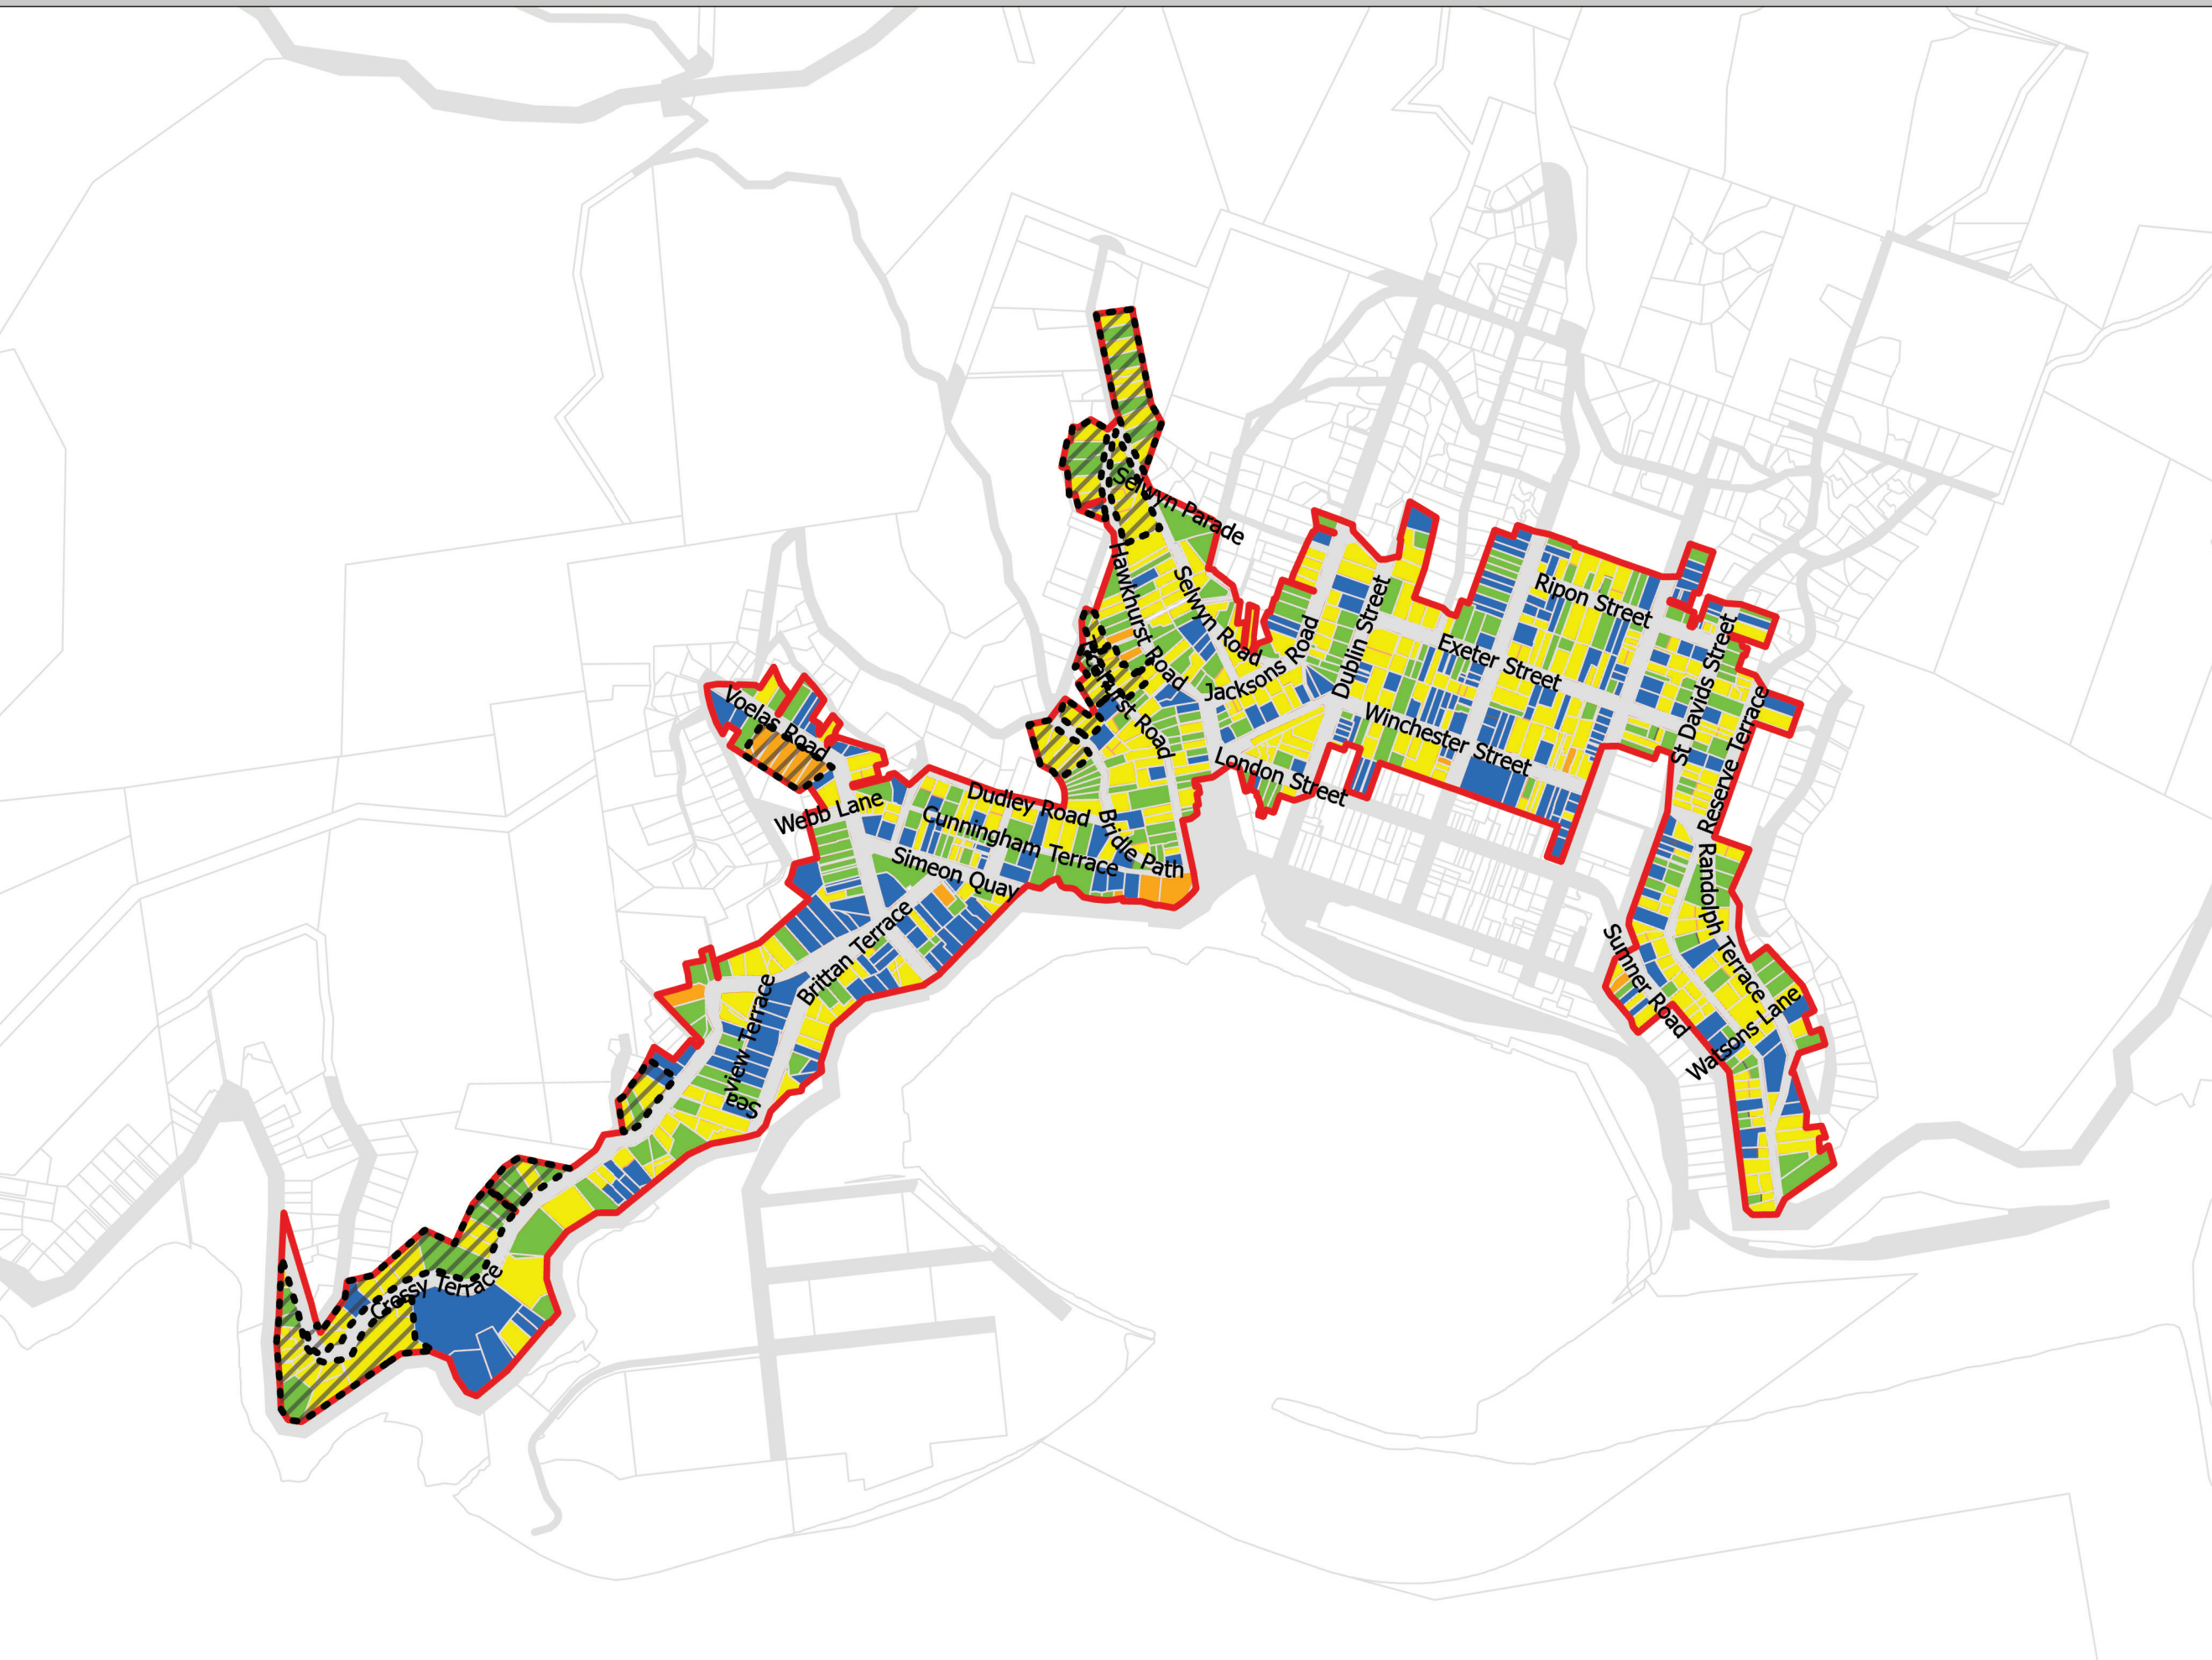 Selwyn Parade
Hawkhurst Road
Selwyn Road
Jacksons Road
Dublin Street
Ripon Street
Exeter Street
St Davids Street
Winchester Street
Reserve Terrace
London Street
Voelas Road
Road
Webb Lane
Dudley Road
Cunningham Terrace
Bridle Path
Simeon Quay
Brittan Terrace
Seaview Terrace
Randolph Terrace
Sumner Road
Watsons Lane
Cressy Terrace